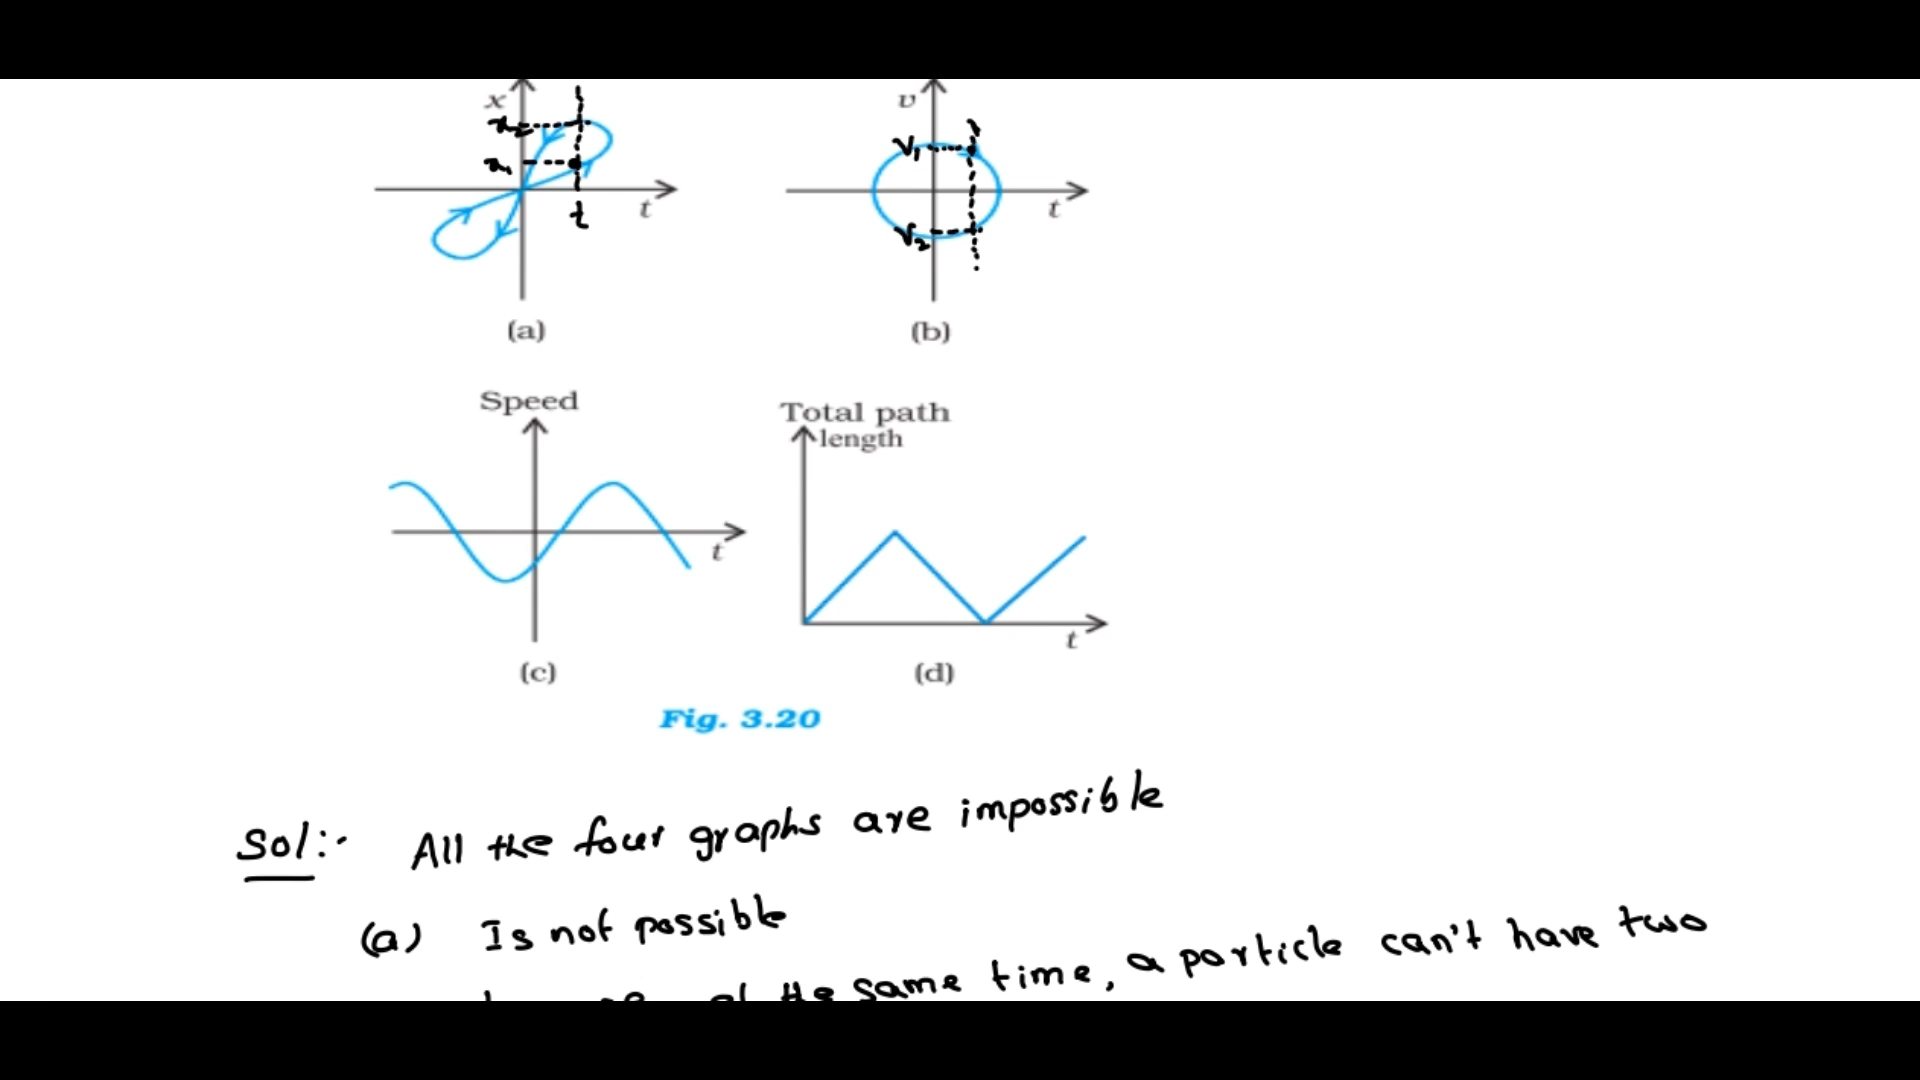 x
x₂
x₁
t
t
(a)
v
V₁
V₂
t
(b)
Speed
t
(c)
Total path
length
t
(d)
Fig. 3.20
Sol:- All the four graphs are impossible
(a) Is not possible
same time, a particle can't have two